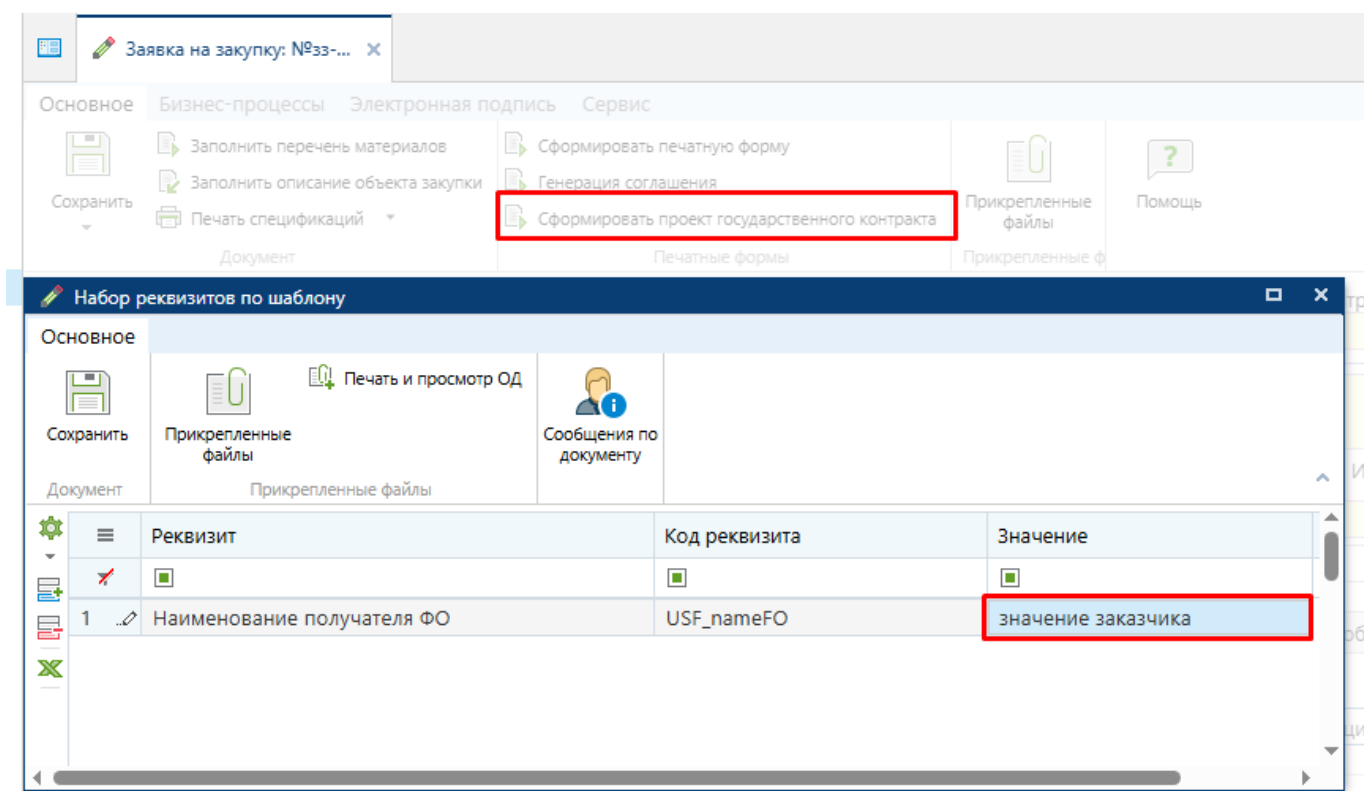 Заявка на закупку: №зз-...
Основное Бизнес-процессы Электронная подпись Сервис
Сохранить
Заполнить перечень материалов
Заполнить описание объекта закупки
Печать спецификаций
Документ
Сформировать печатную форму
Генерация соглашения
Сформировать проект государственного контракта
Печатные формы
Прикрепленные
файлы
Прикрепленные ф
Помощь
Набор реквизитов по шаблону
Основное
Сохранить
Документ
Прикрепленные
файлы
Печать и просмотр ОД
Прикрепленные файлы
Сообщения по
документу
Реквизит Код реквизита Значение
1 Наименование получателя ФО USF_nameFO значение заказчика